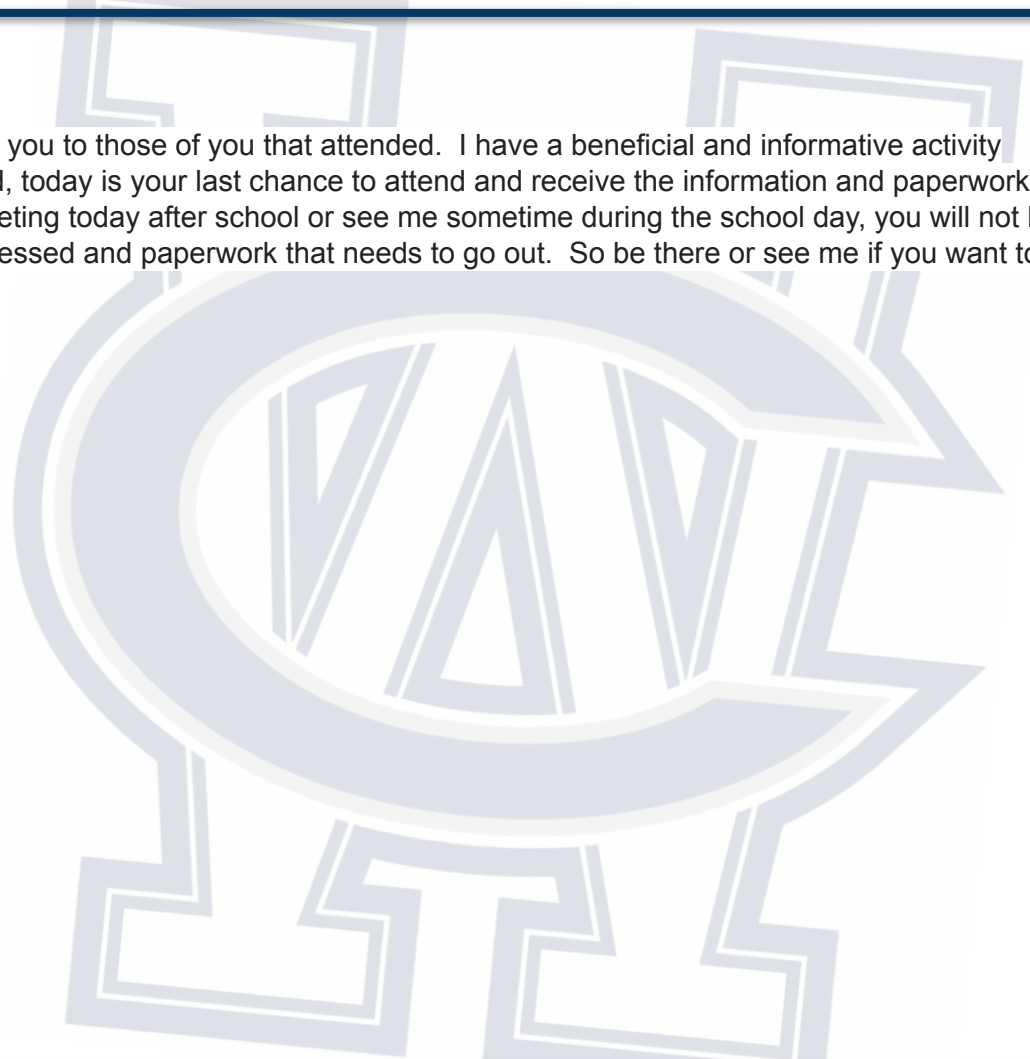 you to those of you that attended.  I have a beneficial and informative activity
, today is your last chance to attend and receive the information and paperwork
eting today after school or see me sometime during the school day, you will not
essed and paperwork that needs to go out.  So be there or see me if you want to